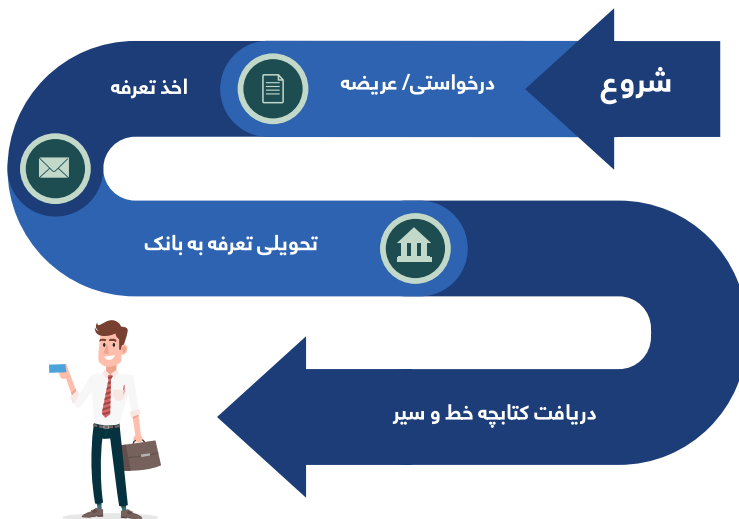 شروع
درخواستی/ عریضه
اخذ تعرفه
تحویلی تعرفه به بانک
دریافت کتابچه خط و سیر